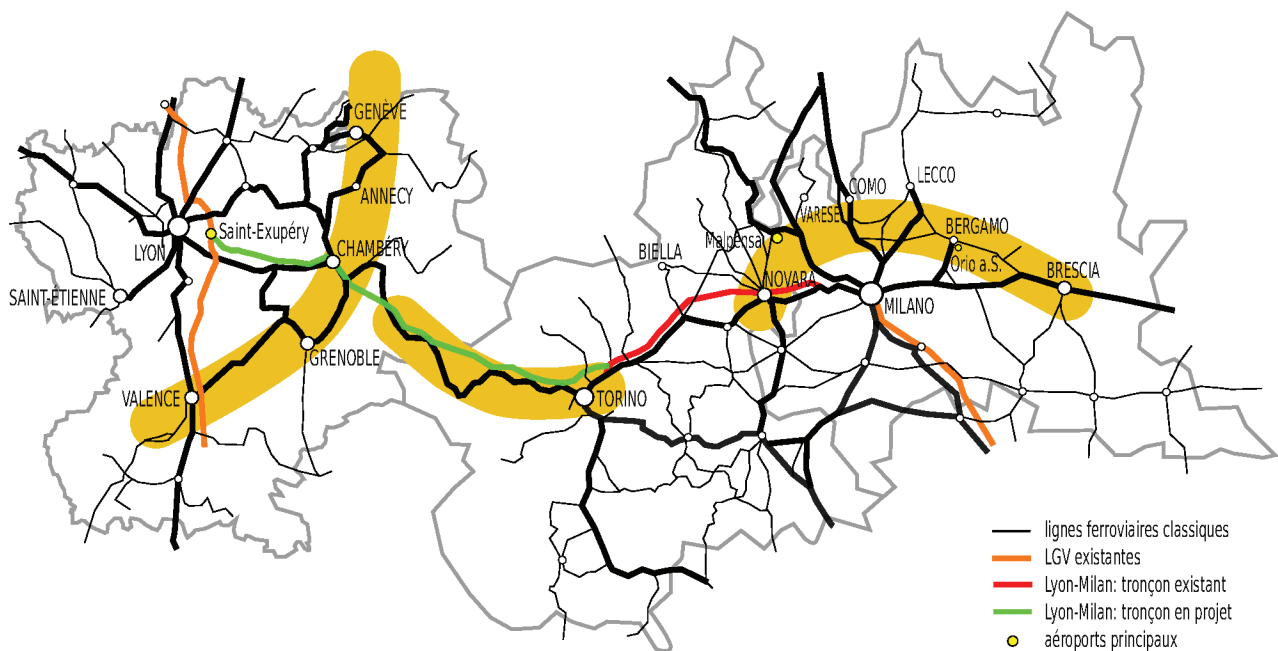 GENÈVE
ANNECY
LYON
Saint-Exupéry
CHAMBÉRY
SAINT-ETIENNE
GRENOBLE
VALENCE
TORINO
BIELLA
NOVARA
Malpensa
VARESE
COMO
LECCO
BERGAMO
Orio a.S.
BRESCIA
MILANO
lignes ferroviaires classiques
LGV existantes
Lyon-Milan: tronçon existant
Lyon-Milan: tronçon en projet
aéroports principaux